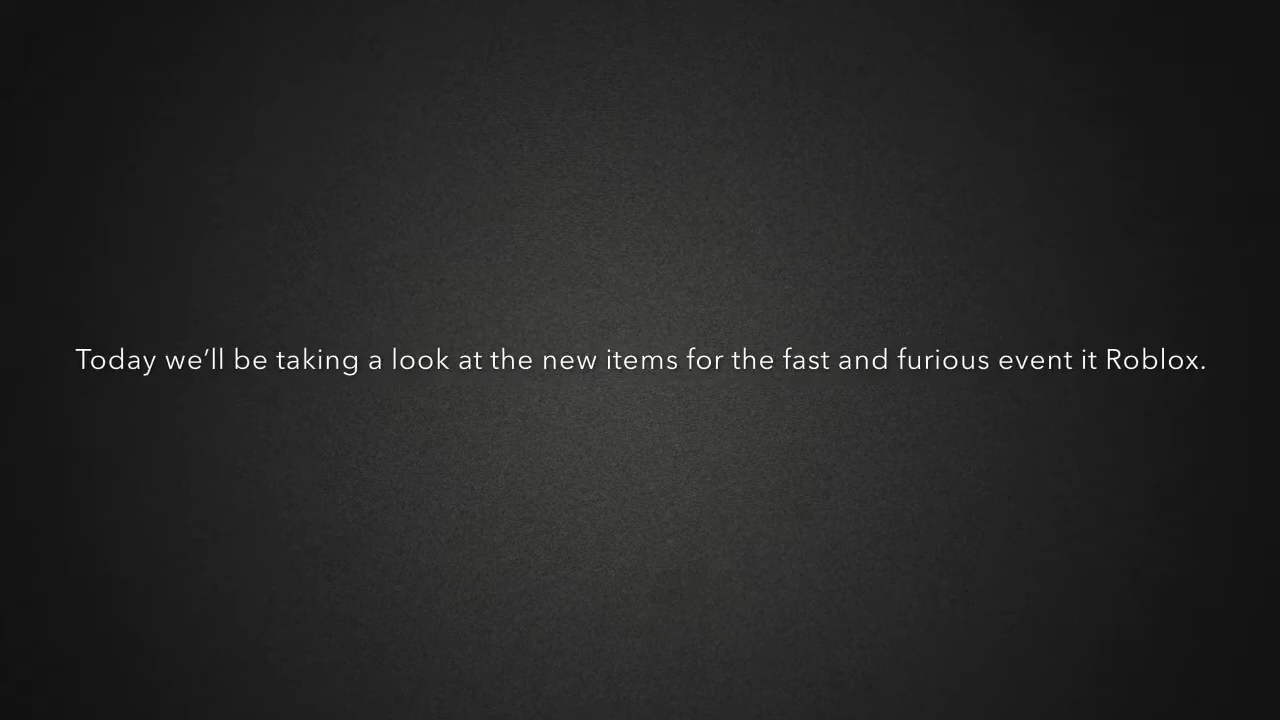 Today we’ll be taking a look at the new items for the fast and furious event it Roblox.